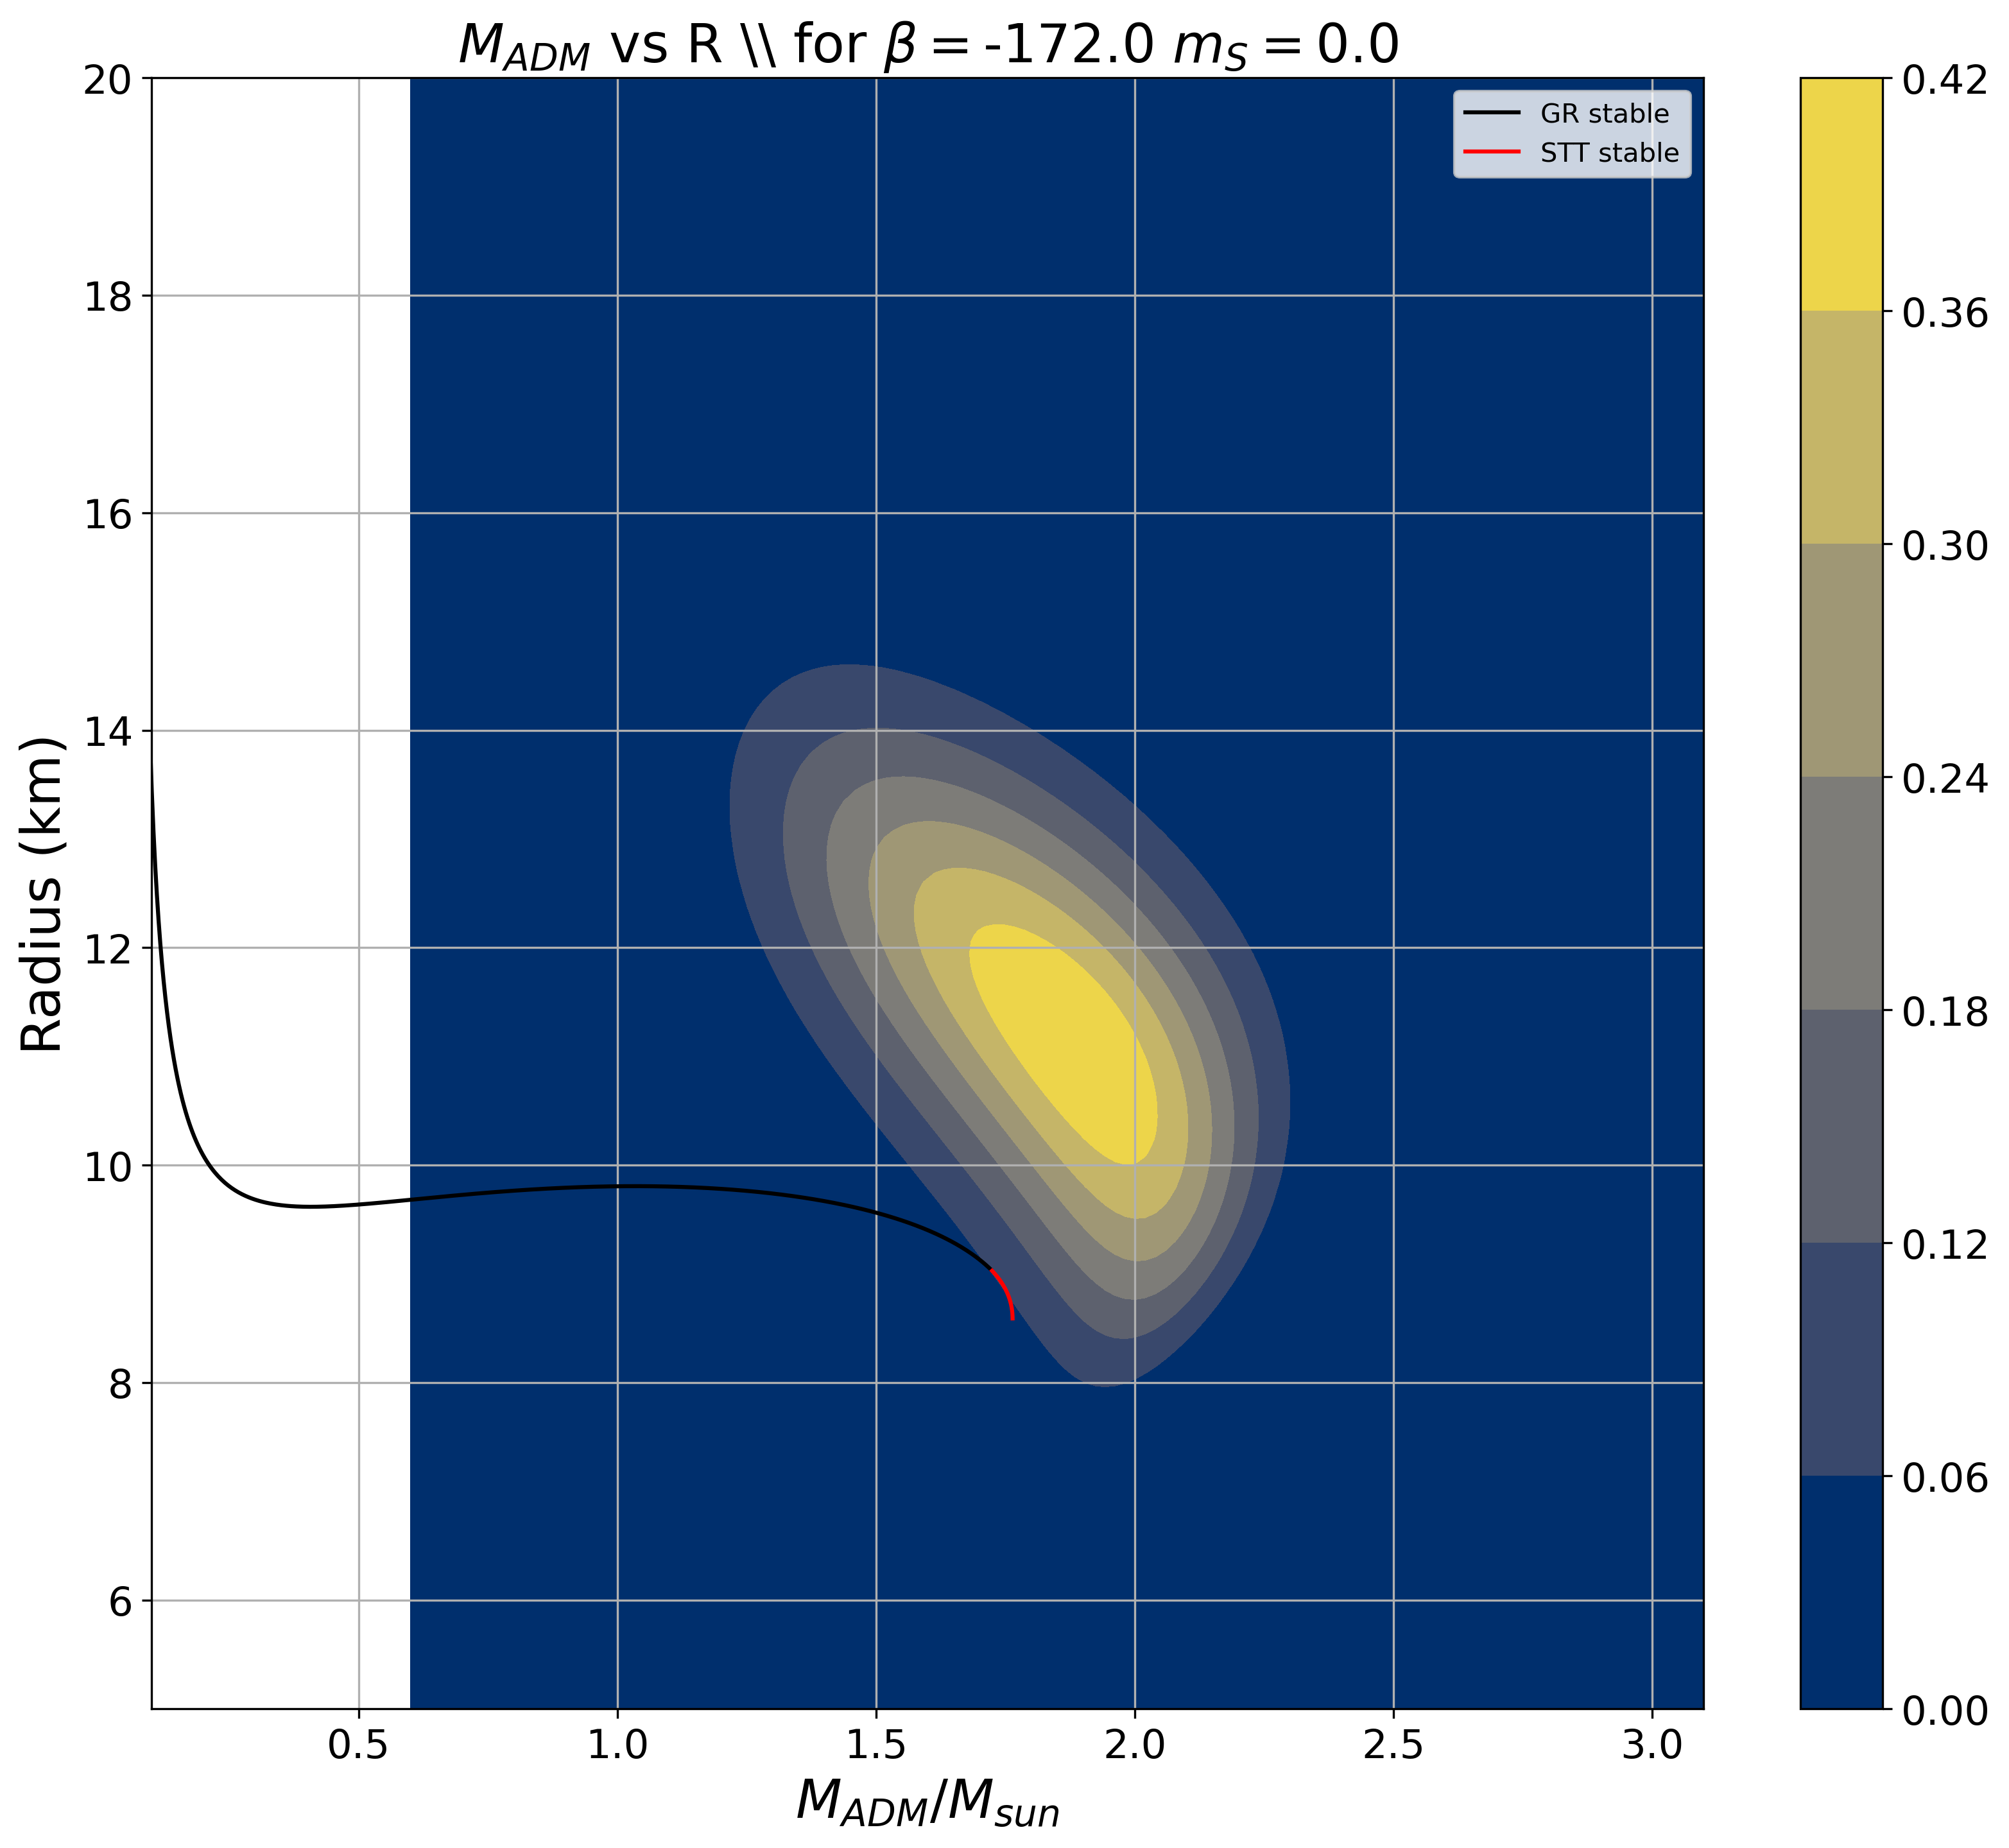 M_ADM vs R \\ for β = -172.0 m_S = 0.0
GR stable
STT stable
Radius (km)
20
18
16
14
12
10
8
6
0.5 1.0 1.5 2.0 2.5 3.0
M_ADM/M_sun
0.42
0.36
0.30
0.24
0.18
0.12
0.06
0.00